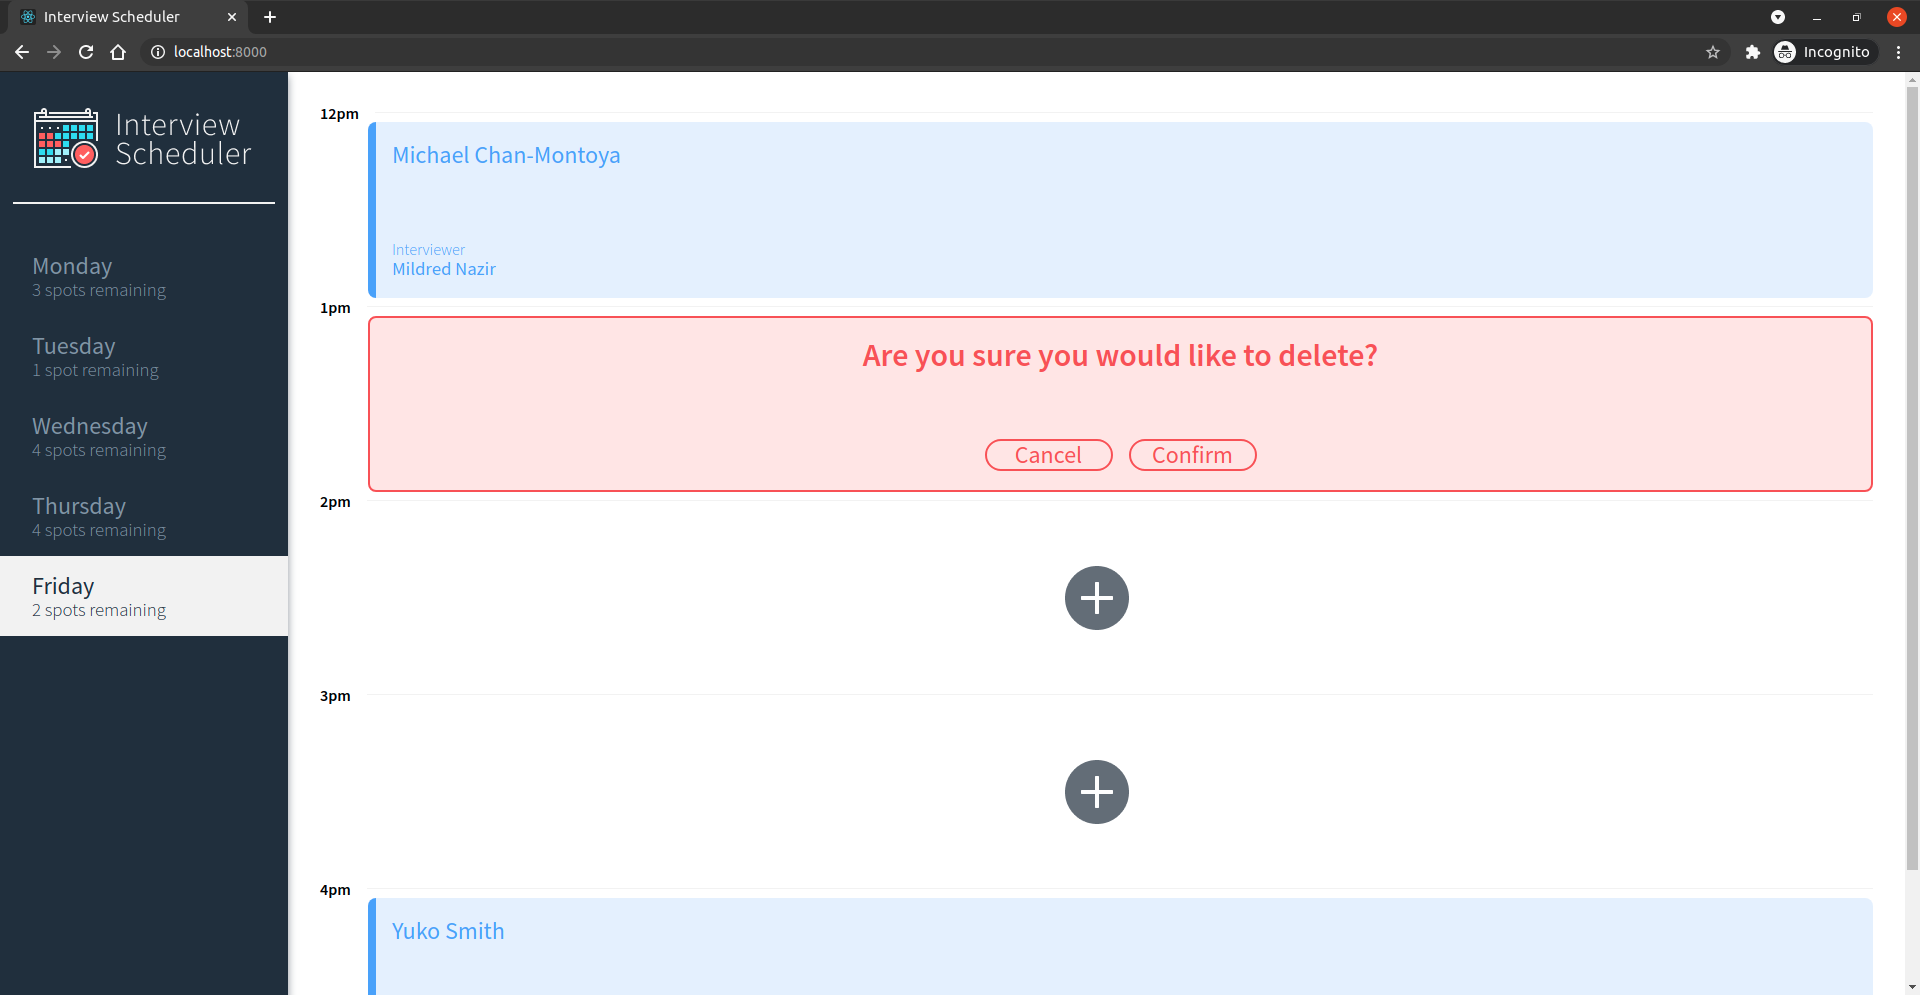 Interview Scheduler
localhost:8000
Incognito
Interview
Scheduler
Monday
3 spots remaining
Tuesday
1 spot remaining
Wednesday
4 spots remaining
Thursday
4 spots remaining
Friday
2 spots remaining
12pm
Michael Chan-Montoya
Interviewer
Mildred Nazir
1pm
Are you sure you would like to delete?
Cancel Confirm
2pm
3pm
4pm
Yuko Smith